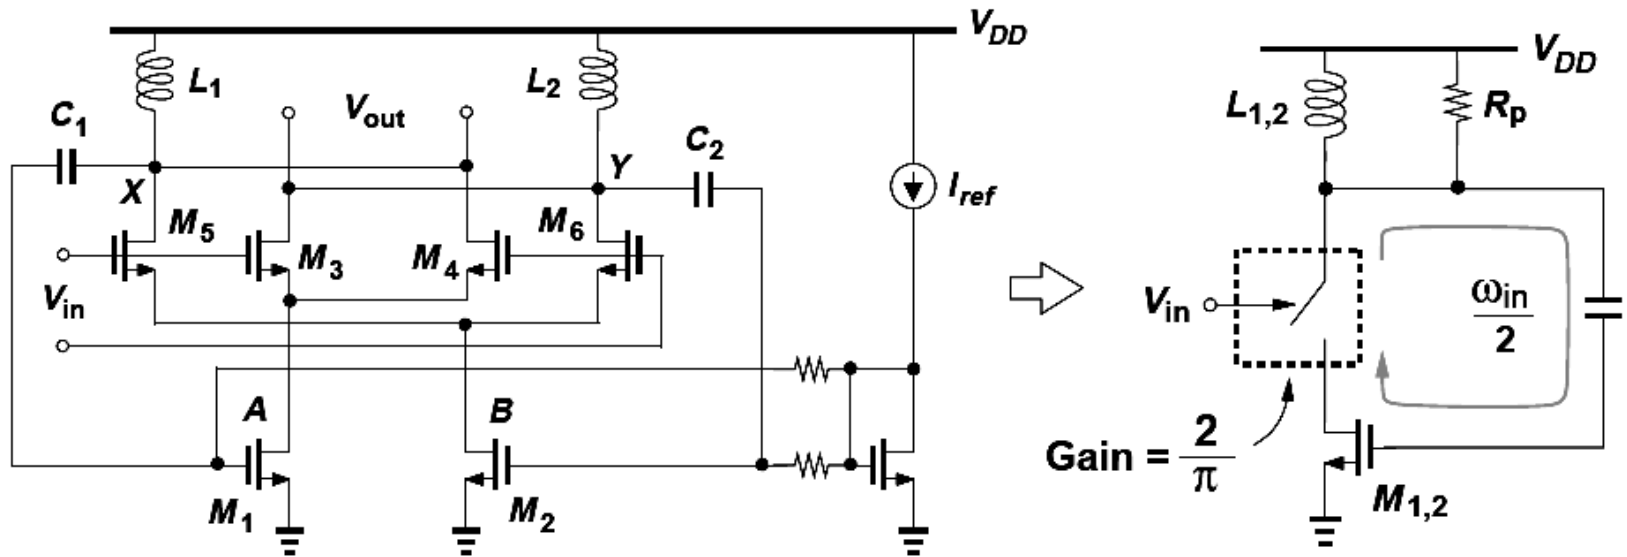 V_DD
L_1
L_2
C_1
V_out
C_2
X
Y
I_ref
M_5
M_3
M_4
M_6
V_in
A
B
M_1
M_2
V_DD
L_1,2
R_p
V_in
ω_in
2
Gain = 2/π
M_1,2